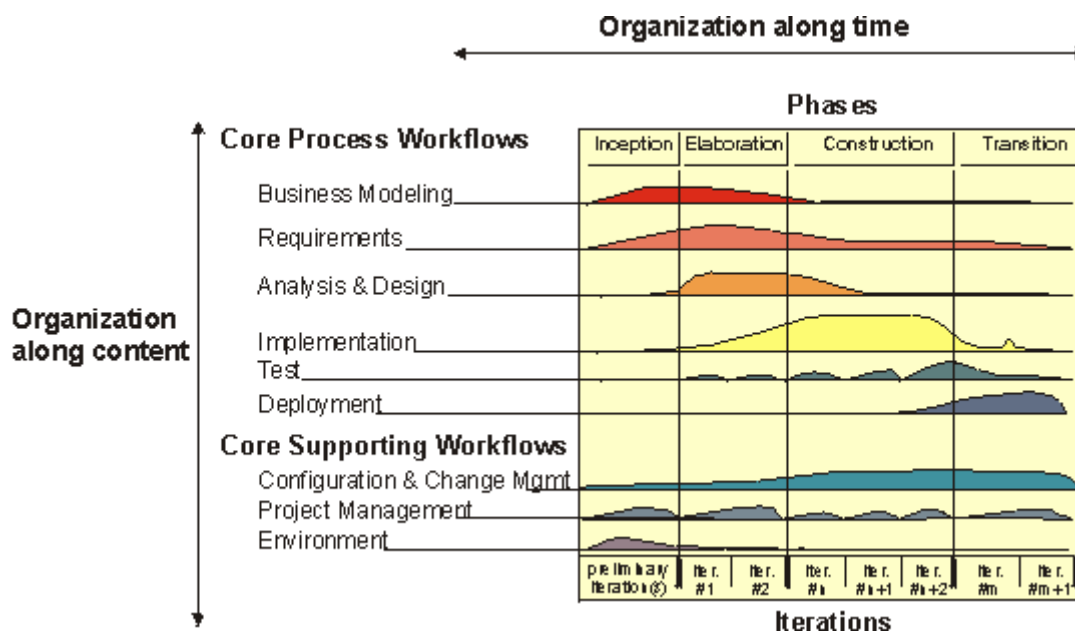 Organization along time
Phases
Core Process Workflows
Inception Elaboration Construction Transition
Business Modeling
Requirements
Analysis & Design
Organization
along content
Implementation
Test
Deployment
Core Supporting Workflows
Configuration & Change Mgmt
Project Management
Environment
preliminary
iteration(s)
Iter.
#1
Iter.
#2
Iter.
#n
Iter.
#n+1
Iter.
#n+2
Iter.
#m
Iter.
#m+1
Iterations